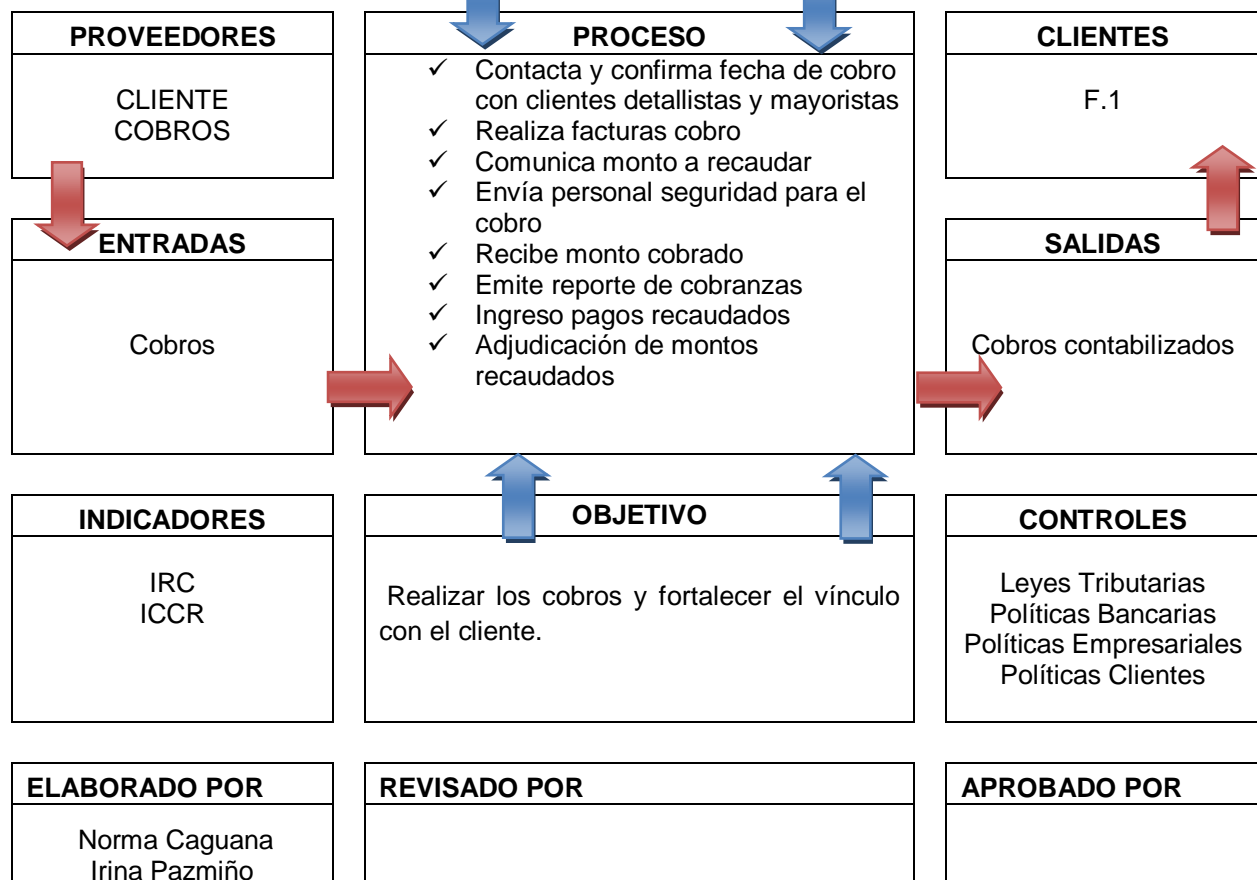 PROVEEDORES
CLIENTE
COBROS
ENTRADAS
Cobros
PROCESO
✓ Contacta y confirma fecha de cobro
con clientes detallistas y mayoristas
✓ Realiza facturas cobro
✓ Comunica monto a recaudar
✓ Envía personal seguridad para el
cobro
✓ Recibe monto cobrado
✓ Emite reporte de cobranzas
✓ Ingreso pagos recaudados
✓ Adjudicación de montos
recaudados
CLIENTES
F.1
SALIDAS
Cobros contabilizados
INDICADORES
IRC
ICCR
OBJETIVO
Realizar los cobros y fortalecer el vínculo
con el cliente.
CONTROLES
Leyes Tributarias
Políticas Bancarias
Políticas Empresariales
Políticas Clientes
ELABORADO POR
Norma Caguana
Irina Pazmiño
REVISADO POR
APROBADO POR